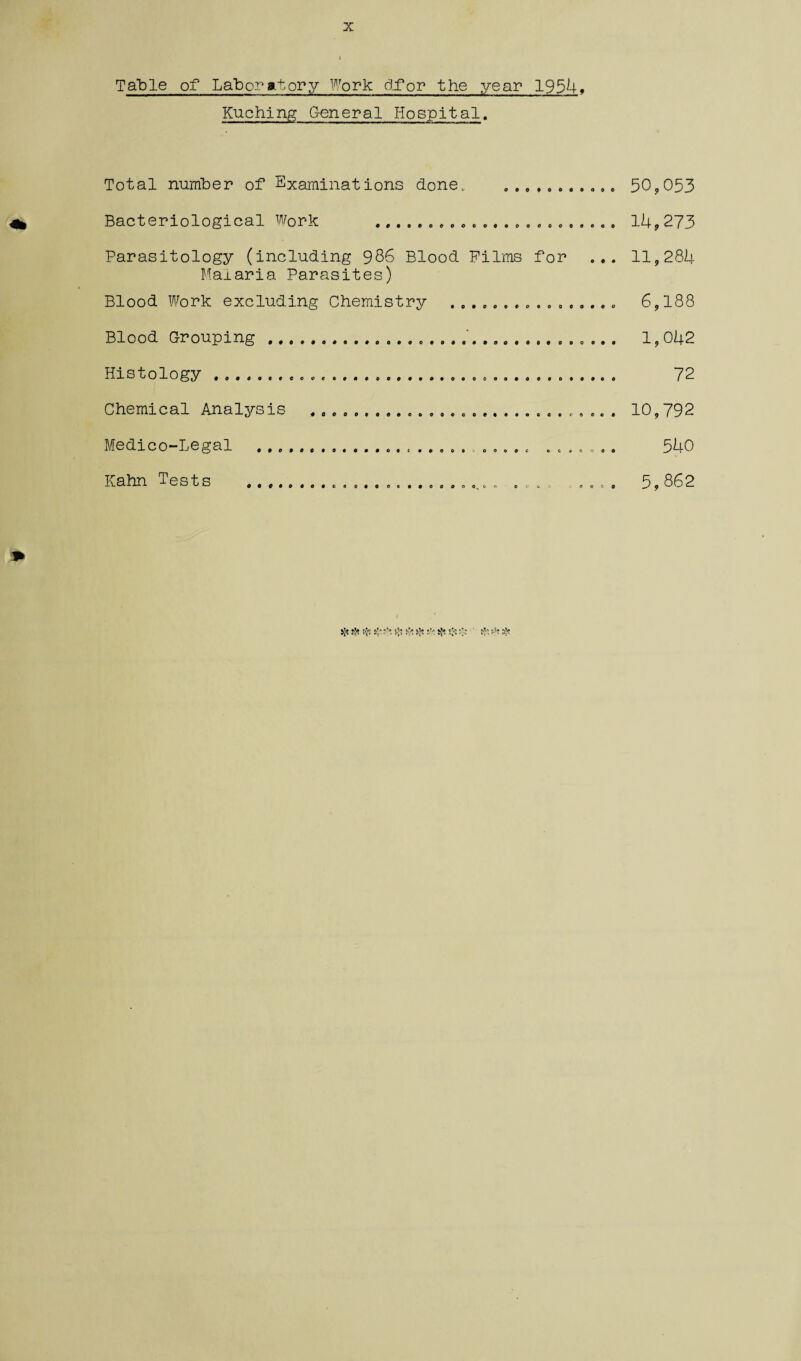 X
Table of Laboratory Work dfor the year 1954.
Kuching General Hospital.
Total number of Examinations done. ........... 50,053
Bacteriological Work ....................... 14,273
Parasitology (including 986 Blood Films for ... 11,284
Malaria Parasites)
Blood Work excluding Chemistry ................ 6,188
Blood Grouping ................................. 1,042
Histology ...................................... 72
Chemical Analysis ............................. 10,792
Medico-Legal .................................. 540
Kahn Tests .................................. 5,862
***************